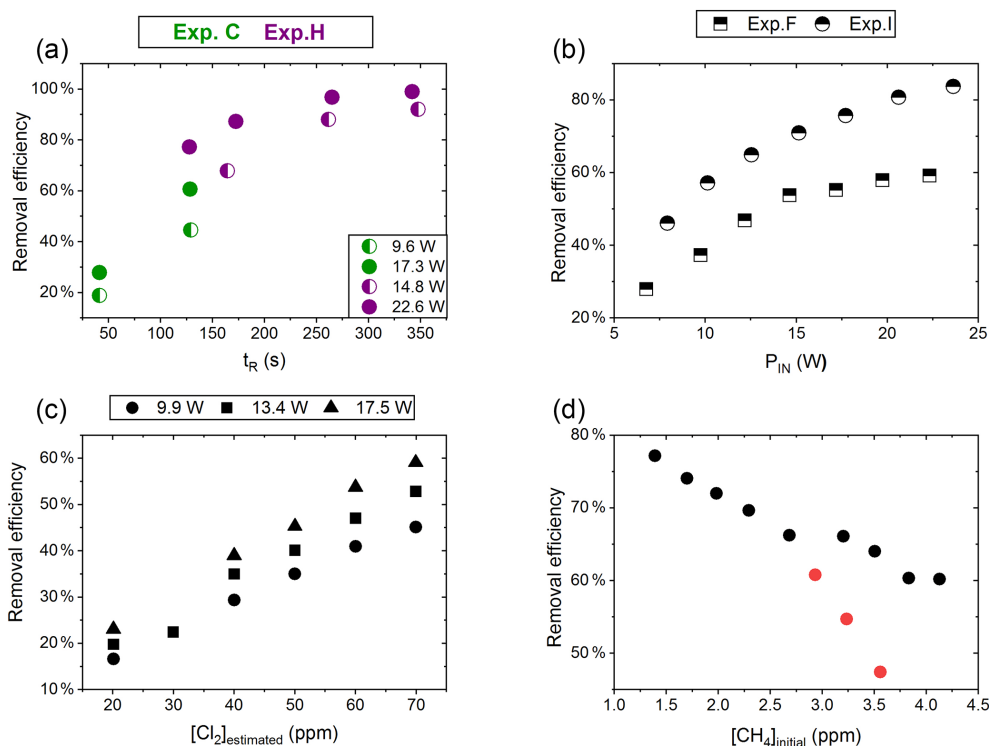 (a)
Exp. C Exp.H
Removal efficiency
100 %
80 %
60 %
40 %
20 %
50 100 150 200 250 300 350
t_R (s)
9.6 W
17.3 W
14.8 W
22.6 W
(b)
Exp.F Exp.I
Removal efficiency
80 %
60 %
40 %
20 %
5 10 15 20 25
P_IN (W)
(c)
9.9 W 13.4 W 17.5 W
Removal efficiency
60 %
50 %
40 %
30 %
20 %
10 %
20 30 40 50 60 70
[Cl₂]estimated (ppm)
(d)
Removal efficiency
80 %
70 %
60 %
50 %
1.0 1.5 2.0 2.5 3.0 3.5 4.0 4.5
[CH₄]initial (ppm)